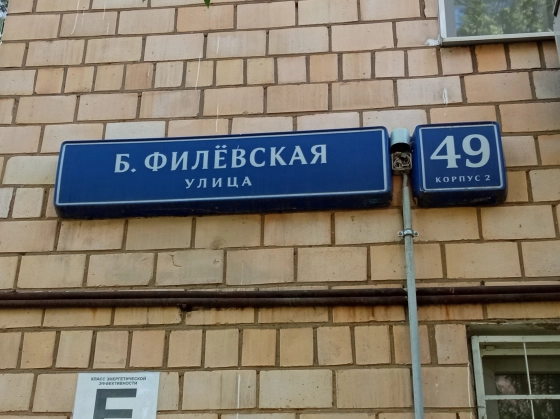 Б. ФИЛЁВСКАЯ
УЛИЦА
49
КОРПУС 2
КЛАСС ЭНЕРГЕТИЧЕСКОЙ
ЭФФЕКТИВНОСТИ
E